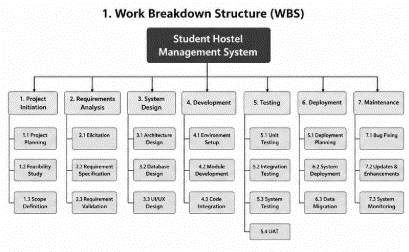 1. Work Breakdown Structure (WBS)
Student Hostel
Management System
1. Project
Initiation
2. Requirements
Analysis
3. System
Design
4. Development
5. Testing
6. Deployment
7. Maintenance
1.1 Project
Planning
2.1 Elicitation
3.1 Architecture
Design
4.1 Environment
Setup
5.1 Unit
Testing
5.1 Deployment
Planning
7.1 Bug Fixing
1.2 Feasibility
Study
2.2 Requirement
Specification
3.2 Database
Design
4.2 Module
Development
5.2 Integration
Testing
6.2 System
Deployment
7.2 Updates &
Enhancements
1.3 Scope
Definition
2.3 Requirement
Validation
3.3 UI/UX
Design
4.3 Code
Integration
5.3 System
Testing
6.3 Data
Migration
7.3 System
Monitoring
5.4 UAT